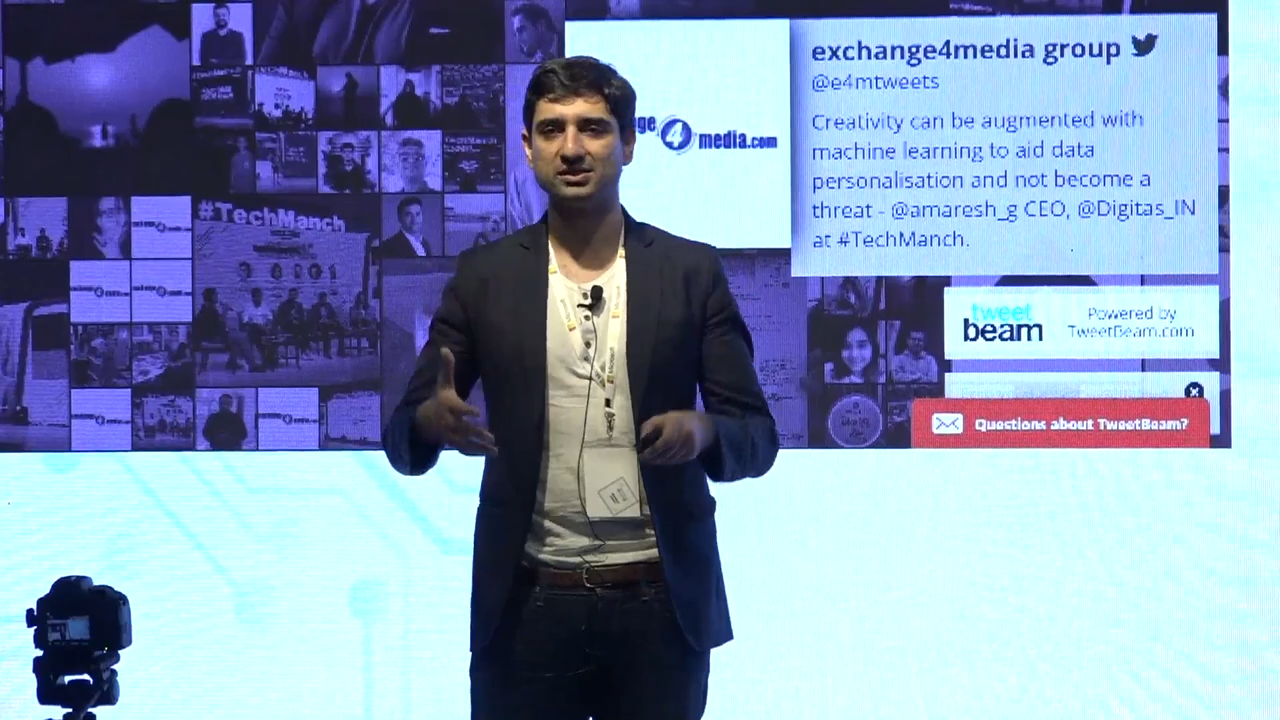 exchange4media group
@e4mtweets
Creativity can be augmented with
machine learning to aid data
personalisation and not become a
threat - @amaresh_g CEO, @Digitas_IN
at #TechManch.
4
media.com
#TechManch
tweet
beam
Powered by
TweetBeam.com
Questions about TweetBeam?